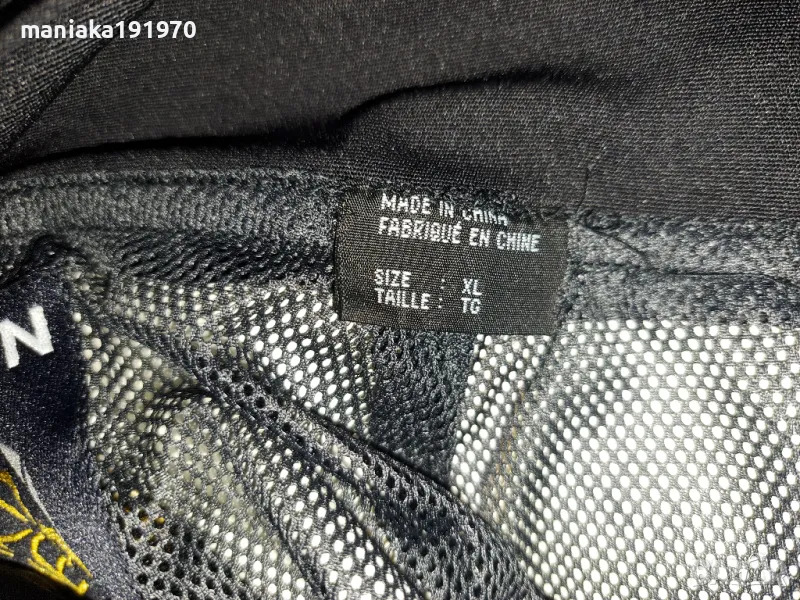 maniaka191970
MADE IN CHINA
FABRIQUÉ EN CHINE
SIZE : XL
TAILLE : TG
N